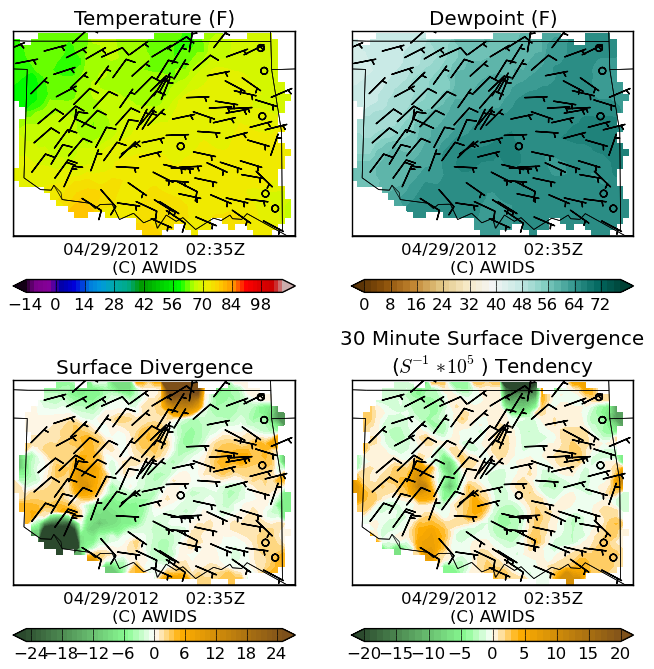 Temperature (F)
04/29/2012 02:35Z
(C) AWIDS
−14 0 14 28 42 56 70 84 98
Dewpoint (F)
04/29/2012 02:35Z
(C) AWIDS
0 8 16 24 32 40 48 56 64 72
Surface Divergence
04/29/2012 02:35Z
(C) AWIDS
−24 −18 −12 −6 0 6 12 18 24
30 Minute Surface Divergence
(S⁻¹ *10⁵ ) Tendency
04/29/2012 02:35Z
(C) AWIDS
−20 −15 −10 −5 0 5 10 15 20